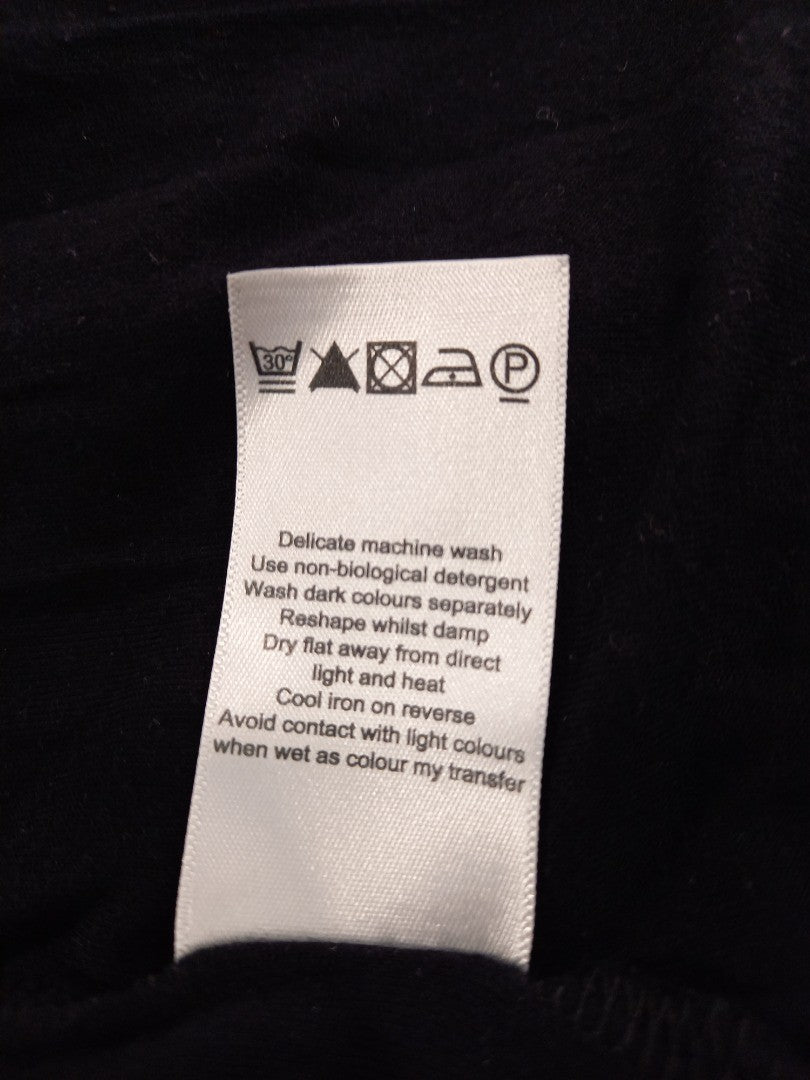 30°
P
Delicate machine wash
Use non-biological detergent
Wash dark colours separately
Reshape whilst damp
Dry flat away from direct
light and heat
Cool iron on reverse
Avoid contact with light colours
when wet as colour my transfer